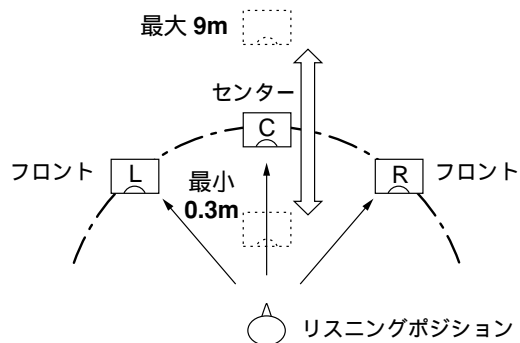 最大 9m
センター
C
フロント
L
最小
0.3m
R
フロント
リスニングポジション